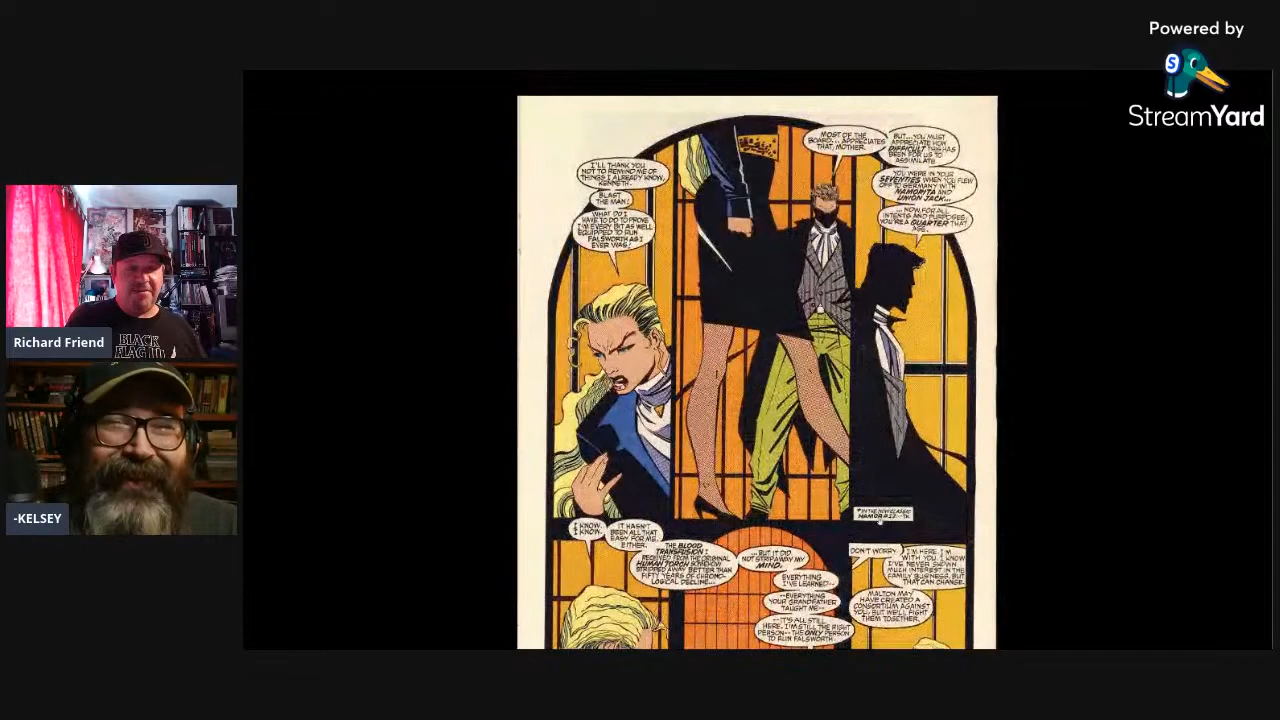 Powered by
StreamYard
S
Richard Friend
BLACK
FLAG
-KELSEY
I'LL THANK YOU
NOT TO REMIND ME OF
THINGS I ALREADY KNOW,
KENNETH.
BLAST
THE MAN!
WHAT DO I
HAVE TO DO TO PROVE
I'M EVERY BIT AS WELL
EQUIPPED TO RUN
FALSWORTH AS I
EVER WAS?
MOST OF THE
BOARD... APPRECIATES
THAT, MOTHER.
BUT... YOU MUST
APPRECIATE HOW
DIFFICULT THIS HAS
BEEN FOR US TO
ASSIMILATE.
YOU WERE IN YOUR
SEVENTIES WHEN YOU FLEW
OFF TO GERMANY WITH
NAMORITA AND
UNION JACK...
...NOW, FOR ALL
INTENTS AND PURPOSES,
YOU'RE A QUARTER THAT
AGE.
NAMOR #12
I KNOW.
I KNOW.
IT HASN'T
BEEN ALL THAT
EASY FOR ME,
EITHER.
THE BLOOD
TRANSFUSION I
RECEIVED FROM THE ORIGINAL
HUMAN TORCH SOMEHOW
STRIPPED AWAY BETTER THAN
FIFTY YEARS OF CHRONO-
LOGICAL DECLINE...
...BUT IT DID
NOT STRIP AWAY MY
MIND.
EVERYTHING
I'VE LEARNED--
--EVERYTHING
YOUR GRANDFATHER
TAUGHT ME--
--IT'S ALL STILL
HERE. I'M STILL THE RIGHT
PERSON--THE ONLY PERSON
TO RUN FALSWORTH.
DON'T WORRY.
I'M HERE. I'M
WITH YOU. I KNOW
I'VE NEVER SHOWN
MUCH INTEREST IN THE
FAMILY BUSINESS, BUT
THAT CAN CHANGE.
MALTON MAY
HAVE CREATED A
CONSORTIUM AGAINST
YOU, BUT WE'LL FIGHT
THEM TOGETHER.